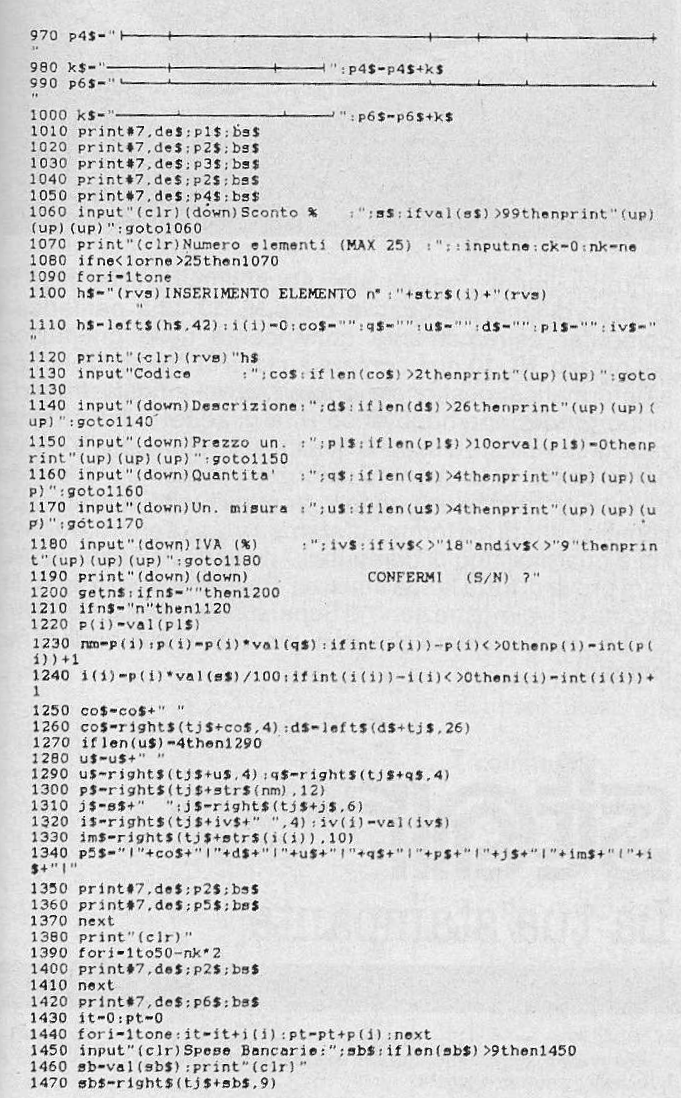 970 p4$="├────┼──────────────────────┼────┼────┼────────────┼
"
980 k$="──────┼──────────┼────┤":p4$=p4$+k$
990 p6$="└────┴──────────────────────┴────┴────┴────────────┴
"
1000 k$="──────┴──────────┴────┘":p6$=p6$+k$
1010 print#7,de$;p1$;bs$
1020 print#7,de$;p2$;bs$
1030 print#7,de$;p3$;bs$
1040 print#7,de$;p2$;bs$
1050 print#7,de$;p4$;bs$
1060 input"(clr)(down)Sconto %   :";s$:ifval(s$)>99thenprint"(up)
(up)(up)":goto1060
1070 print"(clr)Numero elementi (MAX 25) :";:inputne:ck=0:nk=ne
1080 ifne<1orne>25then1070
1090 fori=1tone
1100 h$="(rvs)INSERIMENTO ELEMENTO n°:"+str$(i)+"(rvs)
"
1110 h$=left$(h$,42):i(i)=0:co$="":q$="":u$="":d$="":pl$="":iv$="
"
1120 print"(clr)(rvs)"h$
1130 input"Codice     :";co$:iflen(co$)>2thenprint"(up)(up)":goto
1130
1140 input"(down)Descrizione:";d$:iflen(d$)>26thenprint"(up)(up)(
up)":goto1140
1150 input"(down)Prezzo un. :";pl$:iflen(pl$)>10orval(pl$)=0thenp
rint"(up)(up)(up)":goto1150
1160 input"(down)Quantita'  :";q$:iflen(q$)>4thenprint"(up)(up)(u
p)":goto1160
1170 input"(down)Un. misura :";u$:iflen(u$)>4thenprint"(up)(up)(u
p)":goto1170
1180 input"(down)IVA (%)    :";iv$:ifiv$<>"18"andiv$<>"9"thenprin
t"(up)(up)(up)":goto1180
1190 print"(down)(down)            CONFERMI  (S/N) ?"
1200 getn$:ifn$=""then1200
1210 ifn$="n"then1120
1220 p(i)=val(pl$)
1230 nm=p(i):p(i)=p(i)*val(q$):ifint(p(i))-p(i)<>0thenp(i)=int(p(
i))+1
1240 i(i)=p(i)*val(s$)/100:ifint(i(i))-i(i)<>0theni(i)=int(i(i))+
1
1250 co$=co$+" "
1260 co$=right$(tj$+co$,4):d$=left$(d$+tj$,26)
1270 iflen(u$)=4then1290
1280 u$=u$+" "
1290 u$=right$(tj$+u$,4):q$=right$(tj$+q$,4)
1300 p$=right$(tj$+str$(nm),12)
1310 j$=s$+"  ":j$=right$(tj$+j$,6)
1320 i$=right$(tj$+iv$+" ",4):iv(i)=val(iv$)
1330 im$=right$(tj$+str$(i(i)),10)
1340 p5$="|"+co$+"|"+d$+"|"+u$+"|"+q$+"|"+p$+"|"+j$+"|"+im$+"|"+i
$+"|"
1350 print#7,de$;p2$;bs$
1360 print#7,de$;p5$;bs$
1370 next
1380 print"(clr)"
1390 fori=1to50-nk*2
1400 print#7,de$;p2$;bs$
1410 next
1420 print#7,de$;p6$;bs$
1430 it=0:pt=0
1440 fori=1tone:it=it+i(i):pt=pt+p(i):next
1450 input"(clr)Spese Bancarie:";sb$:iflen(sb$)>9then1450
1460 sb=val(sb$):print"(clr)"
1470 sb$=right$(tj$+sb$,9)